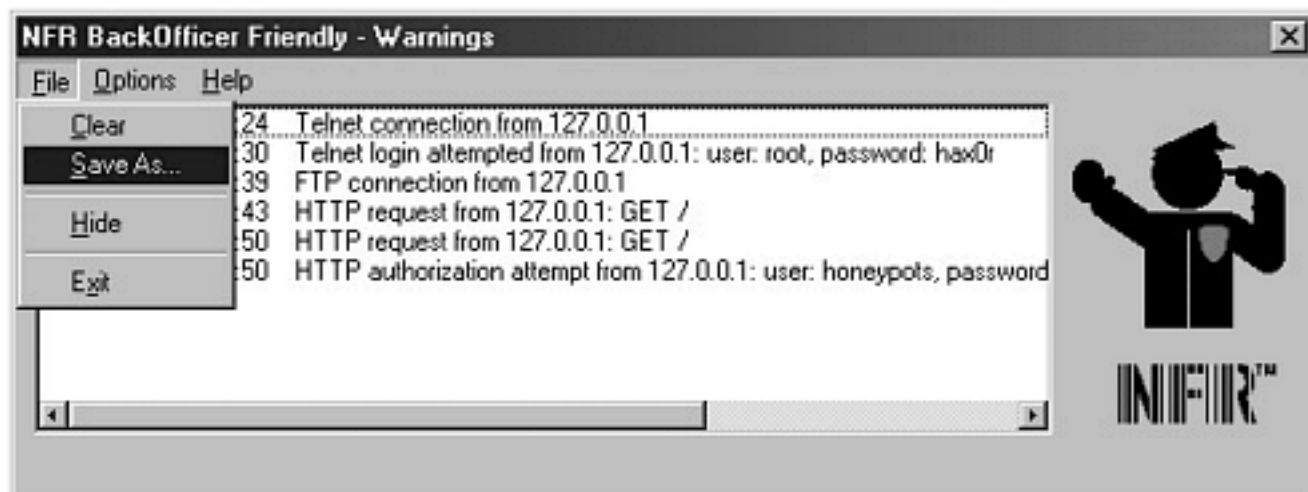 NFR BackOfficer Friendly - Warnings
File Options Help
Clear
Save As...
Hide
Exit
:24 Telnet connection from 127.0.0.1
:30 Telnet login attempted from 127.0.0.1: user: root, password: hax0r
:39 FTP connection from 127.0.0.1
:43 HTTP request from 127.0.0.1: GET /
:50 HTTP request from 127.0.0.1: GET /
:50 HTTP authorization attempt from 127.0.0.1: user: honeypots, password
NFR™